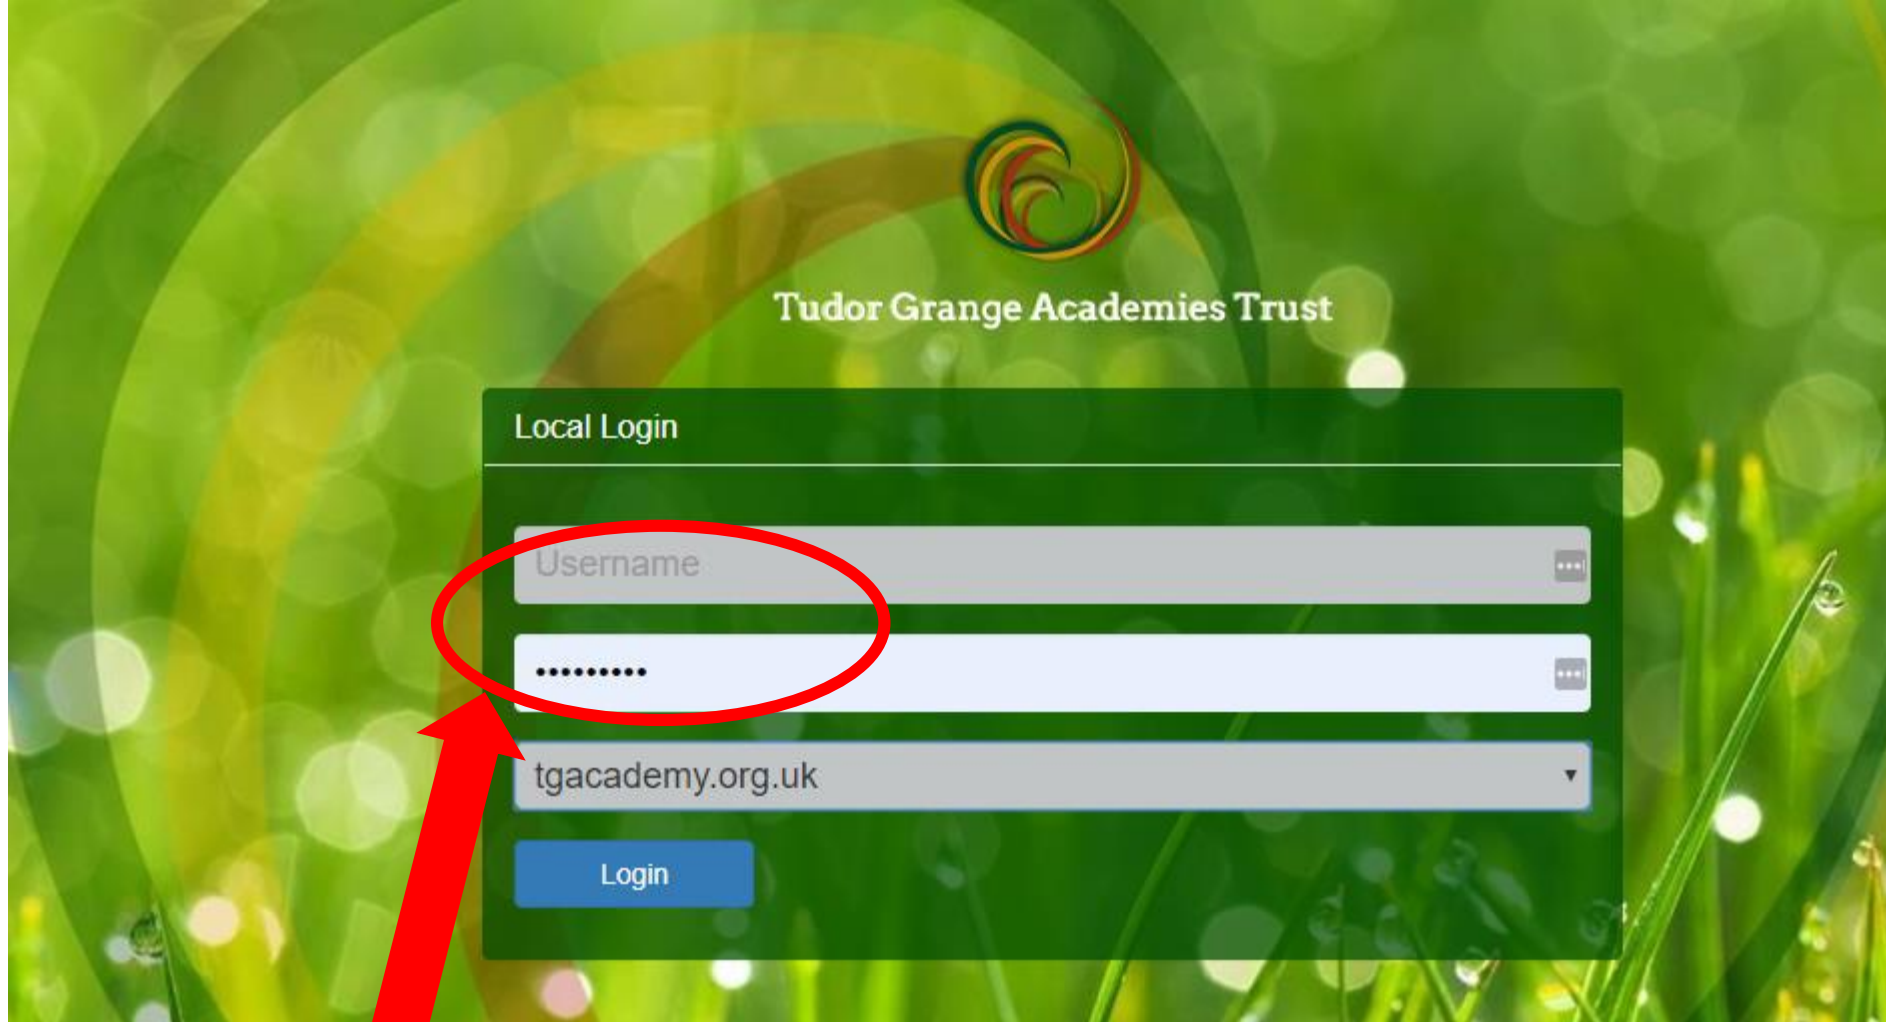 Tudor Grange Academies Trust
Local Login
Username
•••••••••
tgacademy.org.uk
Login